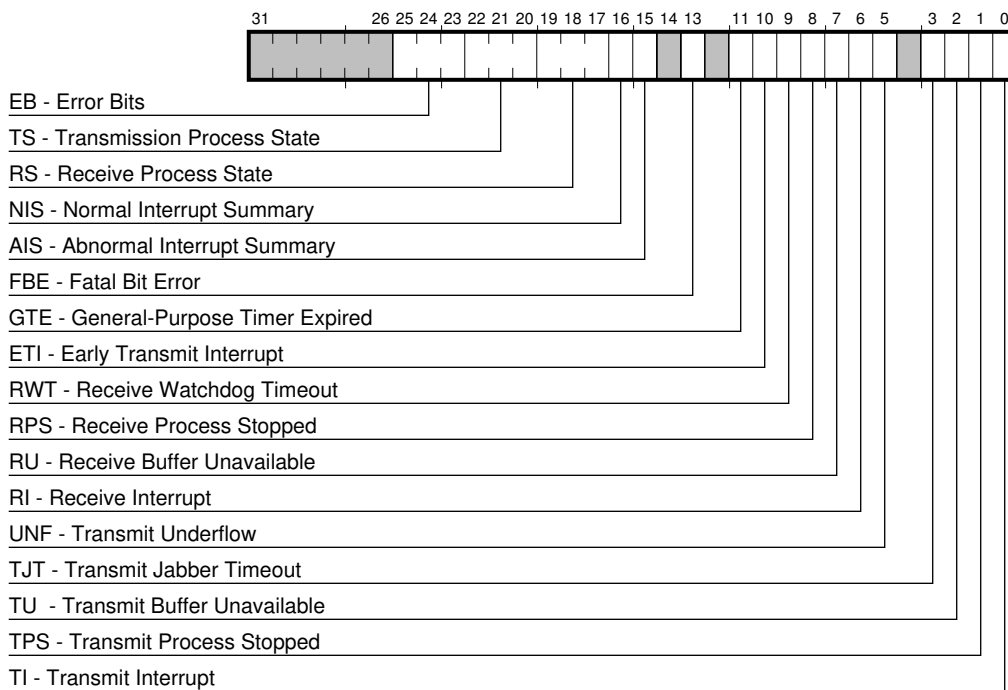 31 26 25 24 23 22 21 20 19 18 17 16 15 14 13 11 10 9 8 7 6 5 3 2 1 0
EB - Error Bits
TS - Transmission Process State
RS - Receive Process State
NIS - Normal Interrupt Summary
AIS - Abnormal Interrupt Summary
FBE - Fatal Bit Error
GTE - General-Purpose Timer Expired
ETI - Early Transmit Interrupt
RWT - Receive Watchdog Timeout
RPS - Receive Process Stopped
RU - Receive Buffer Unavailable
RI - Receive Interrupt
UNF - Transmit Underflow
TJT - Transmit Jabber Timeout
TU - Transmit Buffer Unavailable
TPS - Transmit Process Stopped
TI - Transmit Interrupt